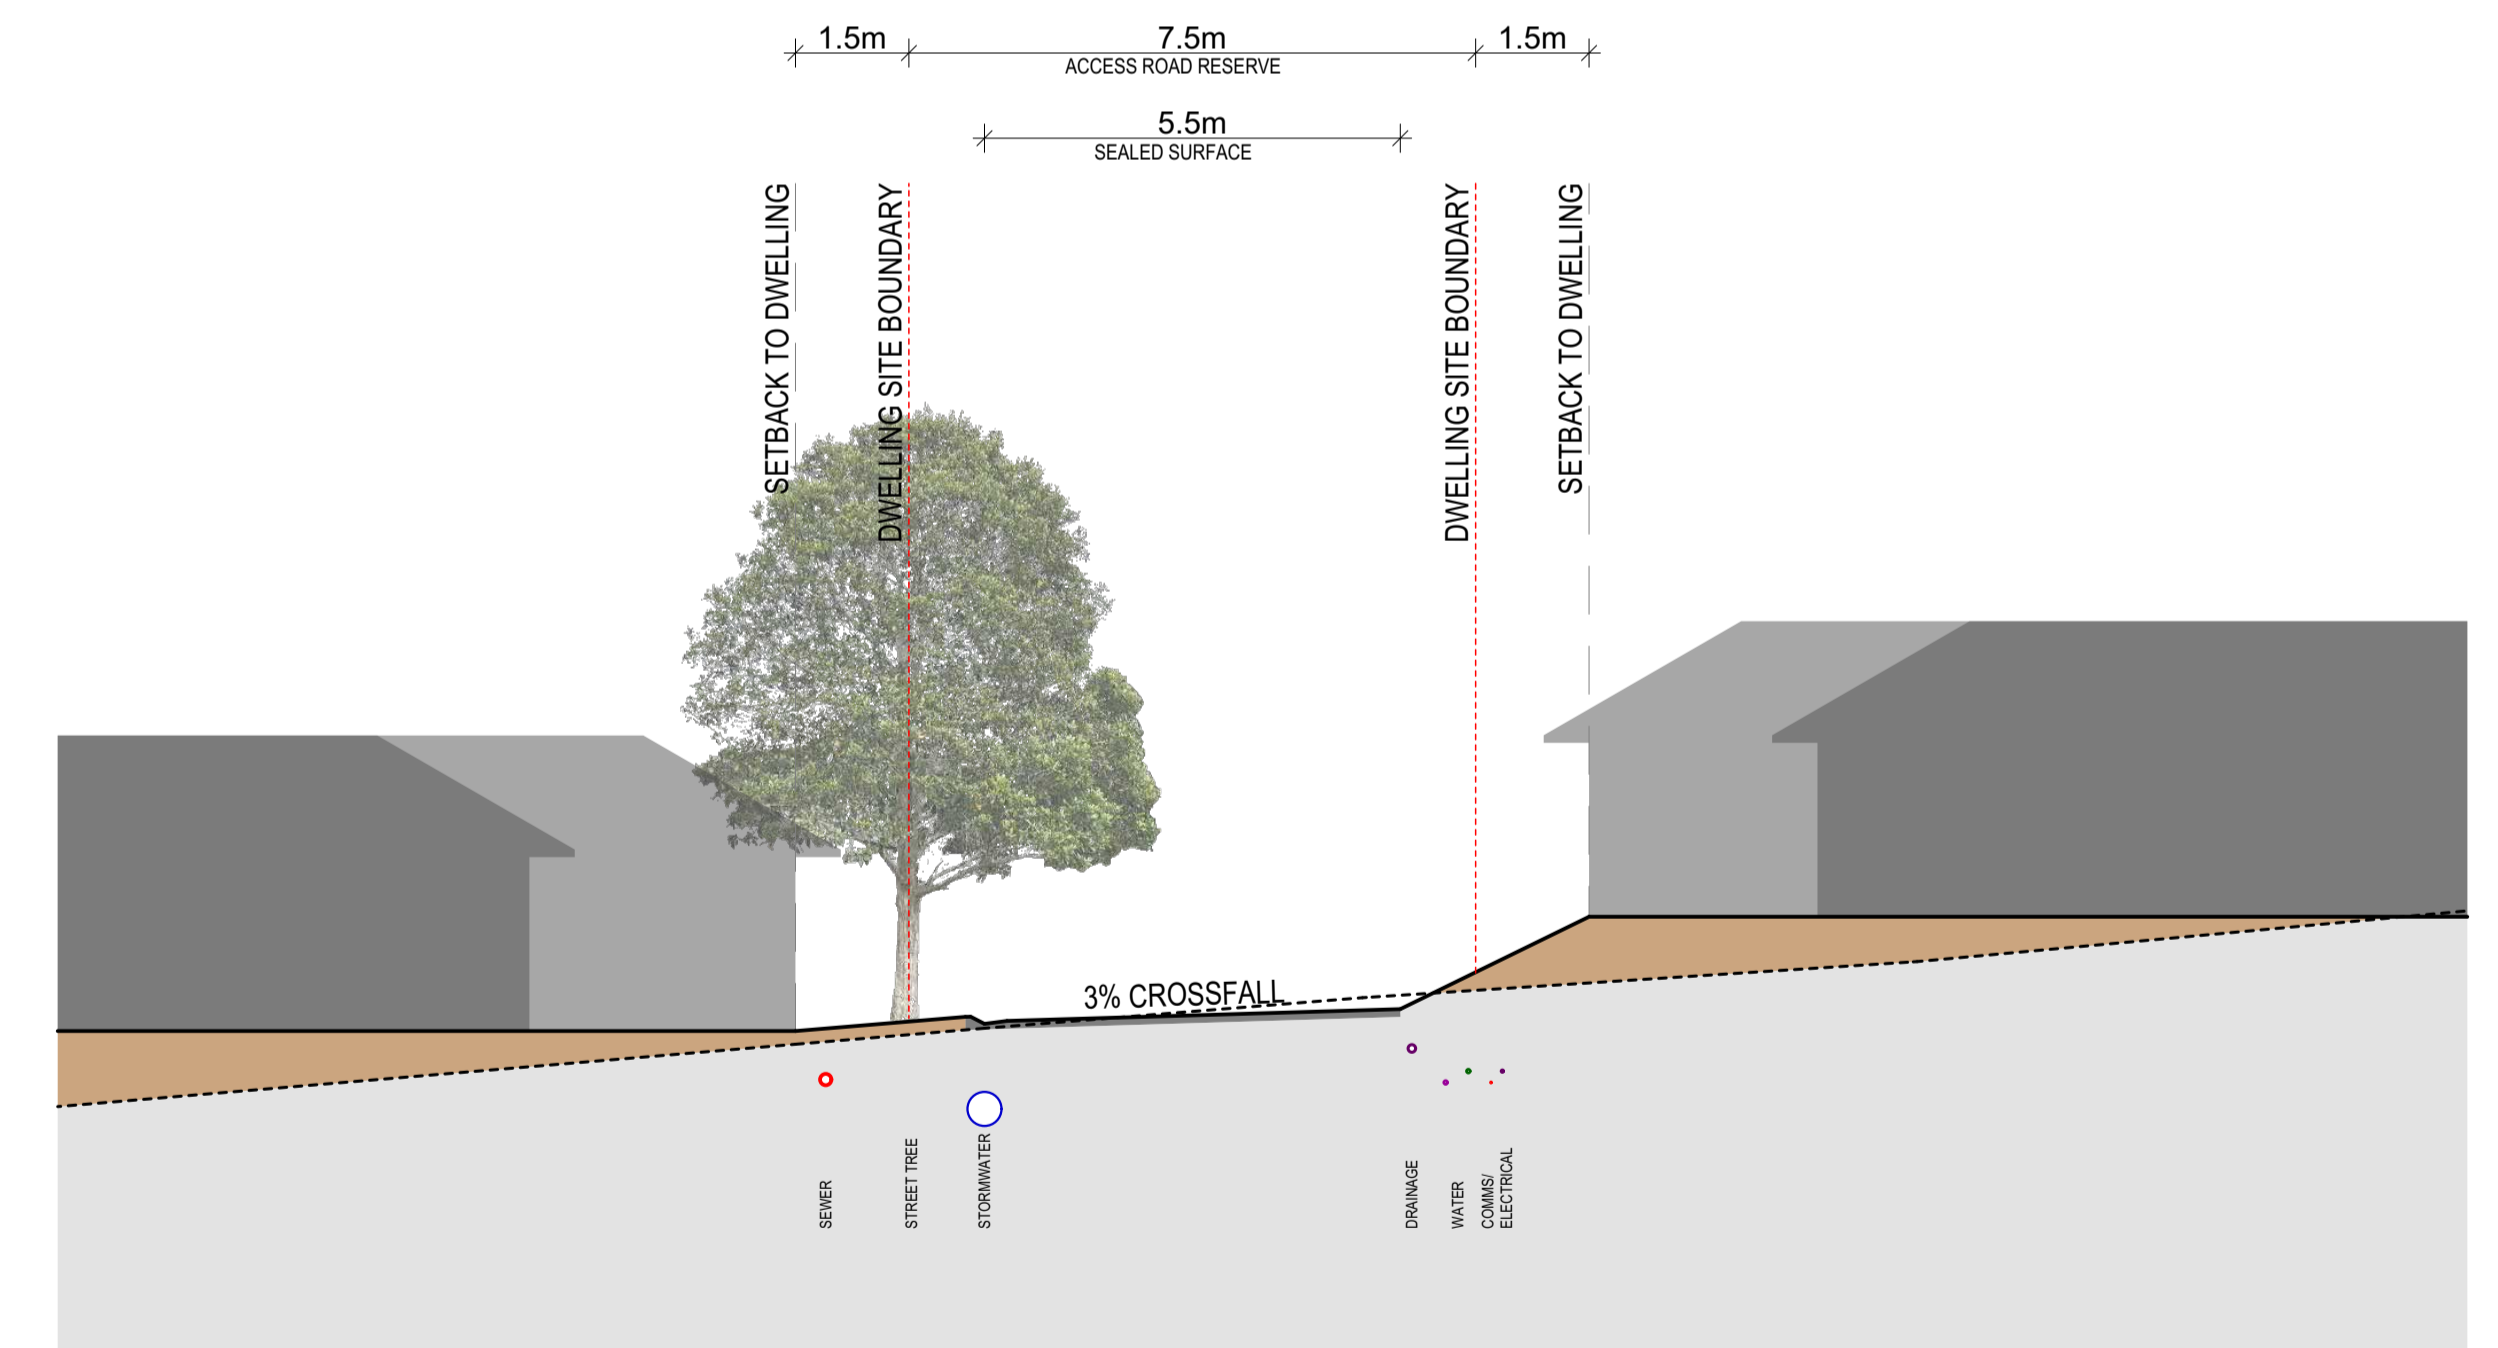 1.5m
7.5m
1.5m
ACCESS ROAD RESERVE
5.5m
SEALED SURFACE
SETBACK TO DWELLING
DWELLING SITE BOUNDARY
DWELLING SITE BOUNDARY
SETBACK TO DWELLING
3% CROSSFALL
SEWER
STREET TREE
STORMWATER
DRAINAGE
WATER
COMMS/
ELECTRICAL